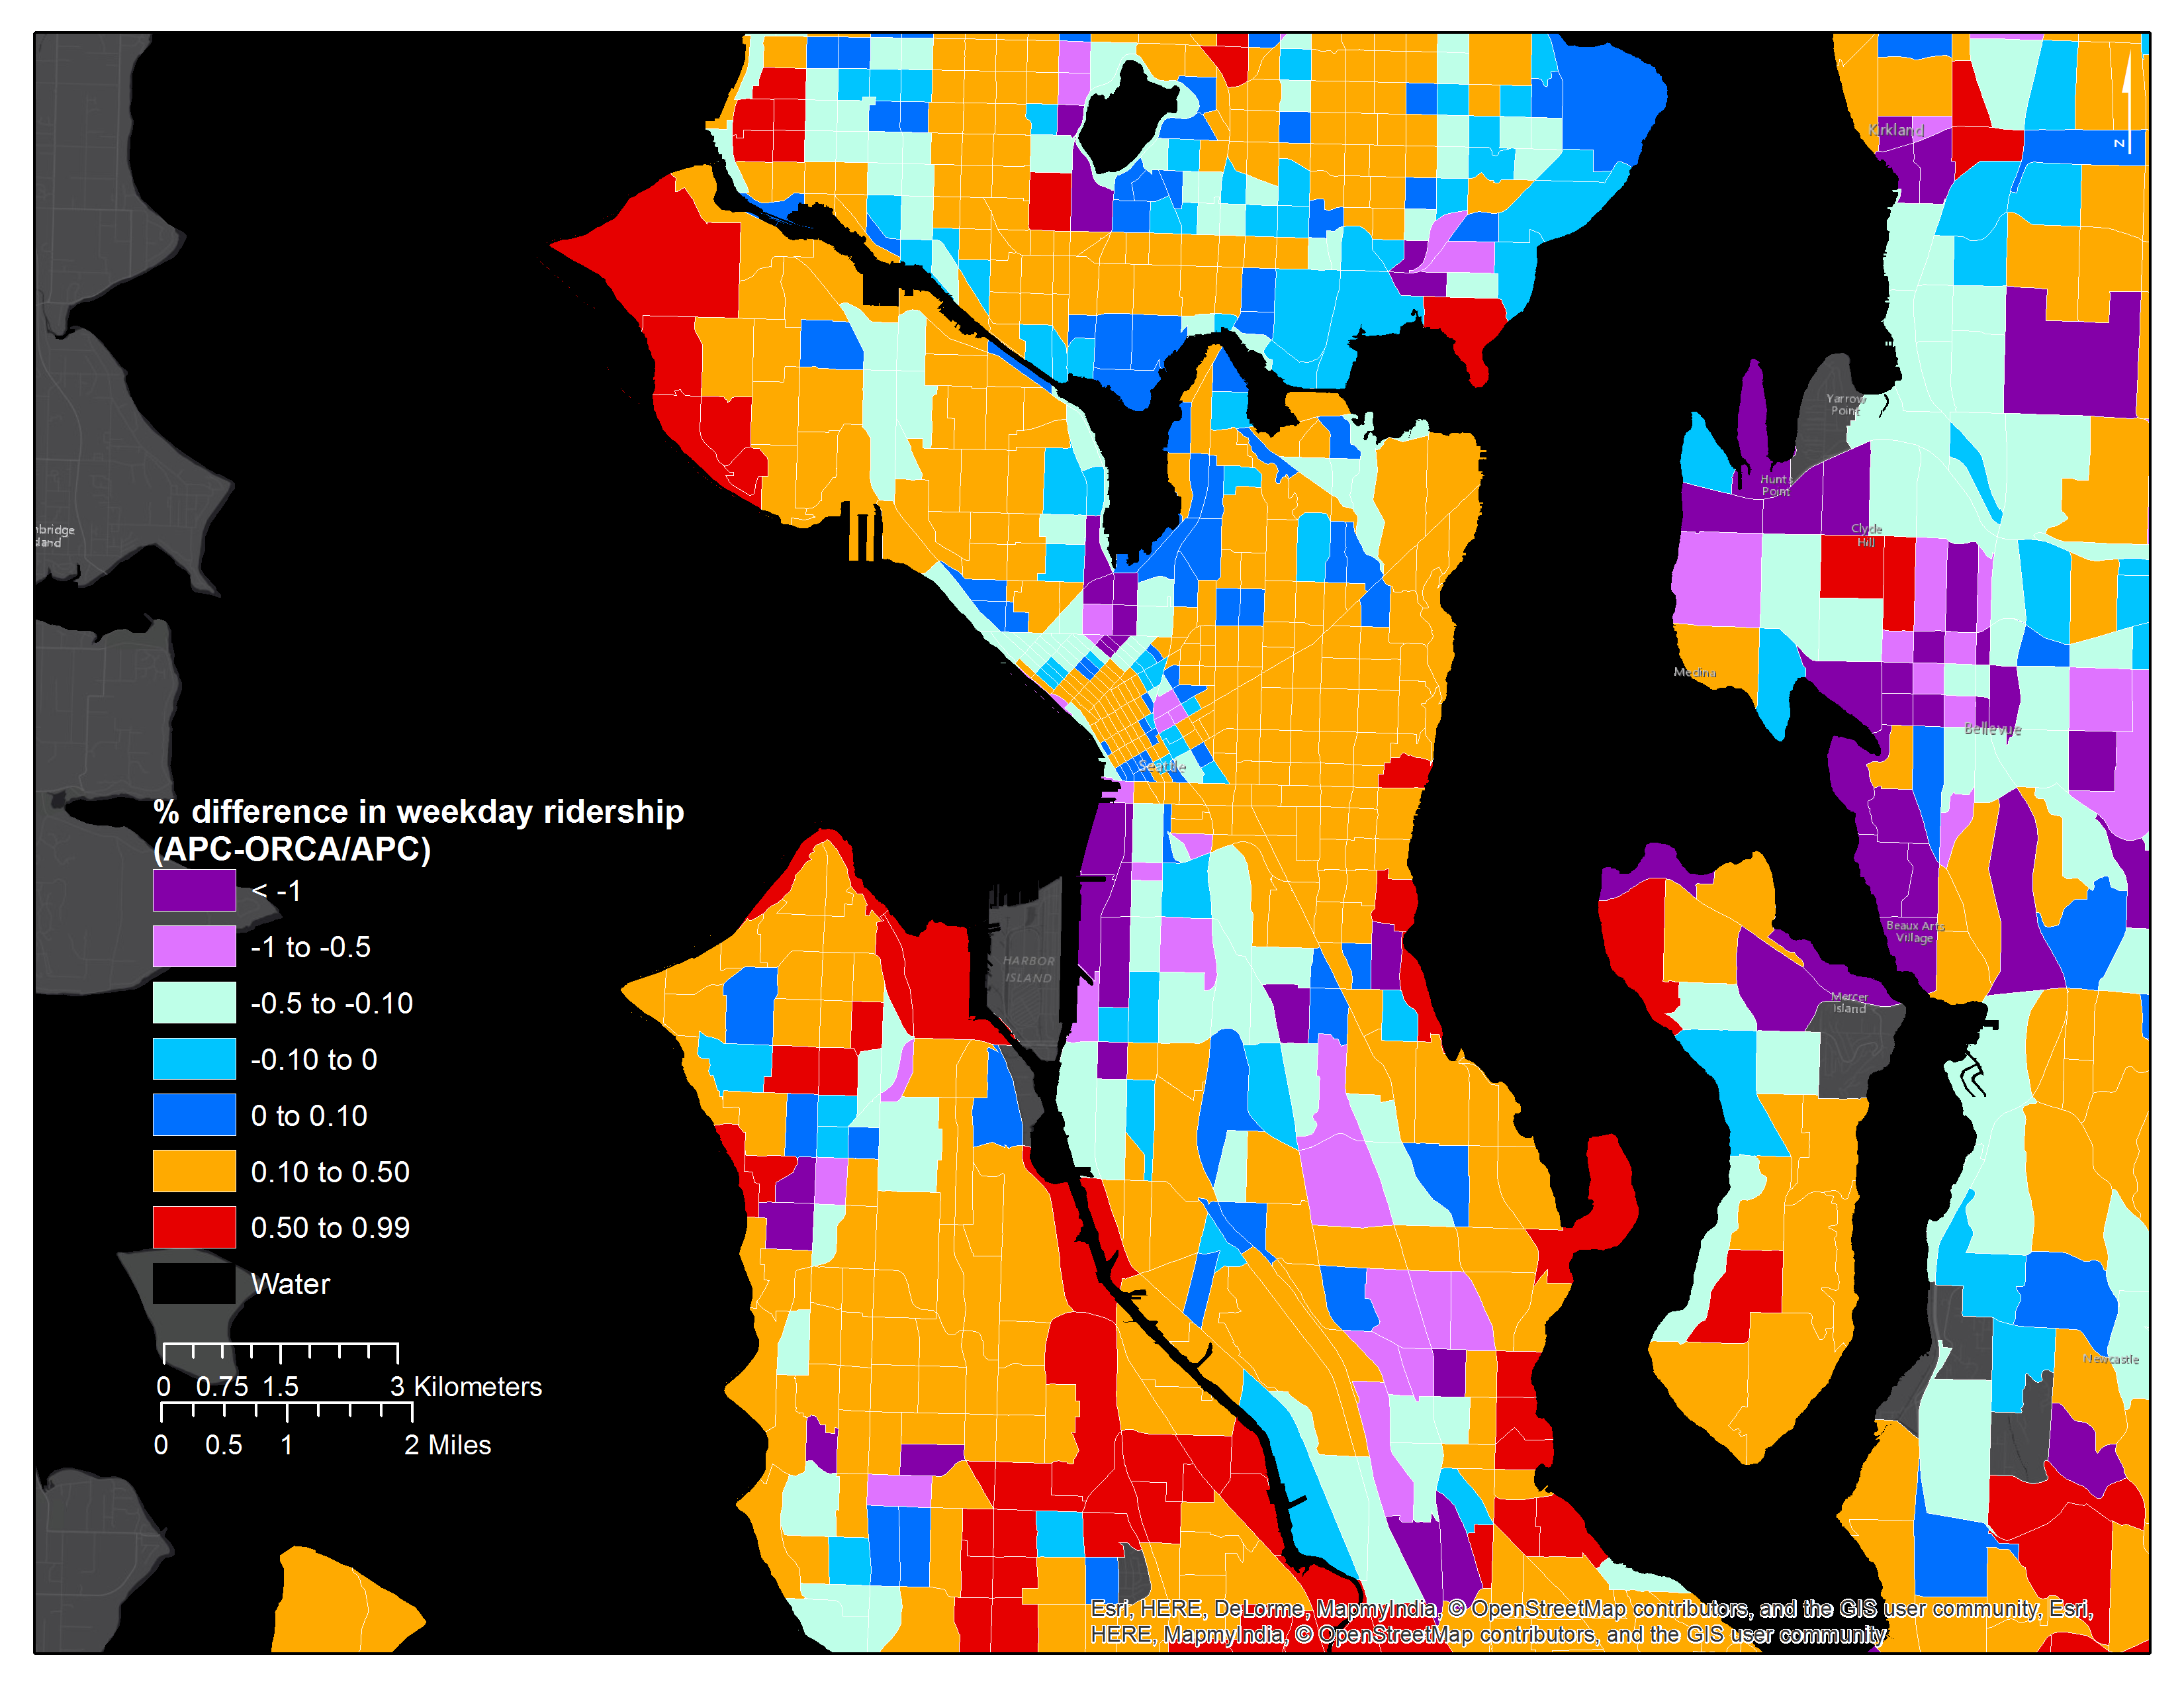 Kirkland
N
Yarrow
Point
Hunts
Point
nbridge
sland
Clyde
Hill
Medina
Bellevue
Seattle
% difference in weekday ridership
(APC-ORCA/APC)
< -1
-1 to -0.5
-0.5 to -0.10
-0.10 to 0
0 to 0.10
0.10 to 0.50
0.50 to 0.99
Water
Beaux Arts
Village
HARBOR
ISLAND
Mercer
Island
Newcastle
0 0.75 1.5 3 Kilometers
0 0.5 1 2 Miles
Esri, HERE, DeLorme, MapmyIndia, © OpenStreetMap contributors, and the GIS user community, Esri,
HERE, MapmyIndia, © OpenStreetMap contributors, and the GIS user community